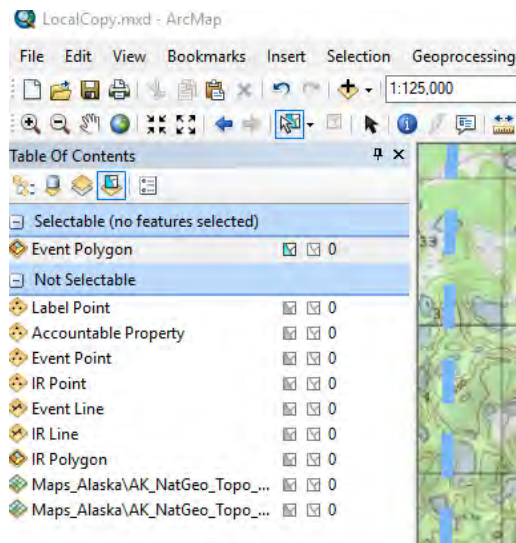 LocalCopy.mxd - ArcMap
File Edit View Bookmarks Insert Selection Geoprocessing
1:125,000
Table Of Contents
Selectable (no features selected)
Event Polygon 0
Not Selectable
Label Point 0
Accountable Property 0
Event Point 0
IR Point 0
Event Line 0
IR Line 0
IR Polygon 0
Maps_Alaska\AK_NatGeo_Topo_... 0
Maps_Alaska\AK_NatGeo_Topo_... 0
33